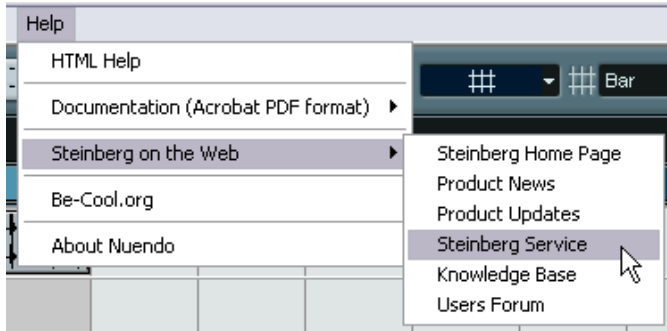 Help
HTML Help
Bar
Documentation (Acrobat PDF format)
Steinberg on the Web
Steinberg Home Page
Product News
Be-Cool.org
Product Updates
About Nuendo
Steinberg Service
Knowledge Base
Users Forum